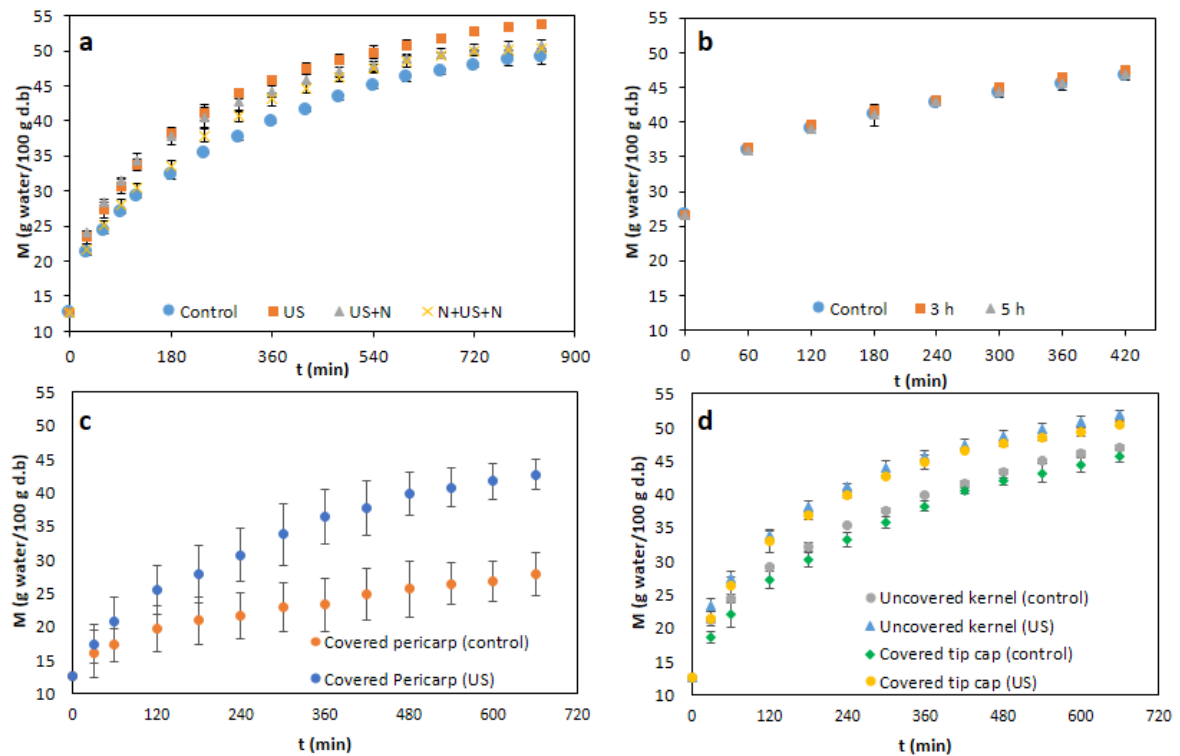 a
M (g water/100 g d.b)
55
50
45
40
35
30
25
20
15
10
Control US US+N N+US+N
0 180 360 540 720 900
t (min)
b
M (g water/100 g d.b)
55
50
45
40
35
30
25
20
15
10
Control 3 h 5 h
0 60 120 180 240 300 360 420
t (min)
c
M (g water/100 g d.b)
55
50
45
40
35
30
25
20
15
10
Covered pericarp (control)
Covered Pericarp (US)
0 120 240 360 480 600 720
t (min)
d
M (g water/100 g d.b)
55
50
45
40
35
30
25
20
15
10
Uncovered kernel (control)
Uncovered kernel (US)
Covered tip cap (control)
Covered tip cap (US)
0 120 240 360 480 600 720
t (min)